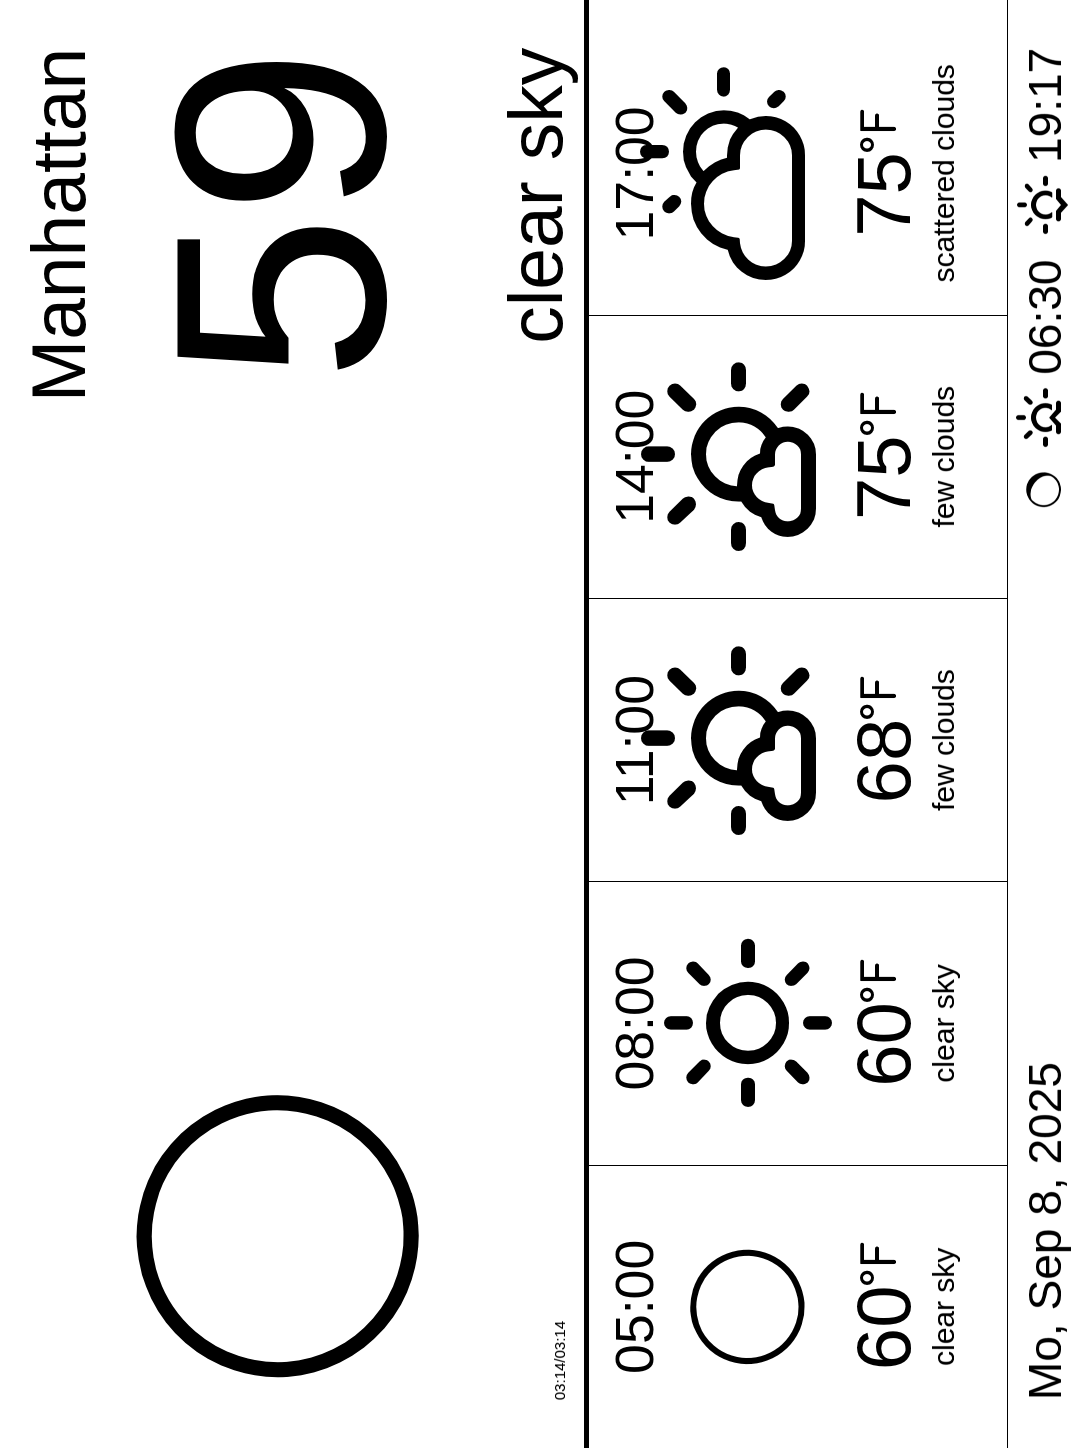 Manhattan
59
clear sky
03:14/03:14
05:00
60°F
clear sky
08:00
60°F
clear sky
11:00
68°F
few clouds
14:00
75°F
few clouds
17:00
75°F
scattered clouds
Mo, Sep 8, 2025
06:30
19:17